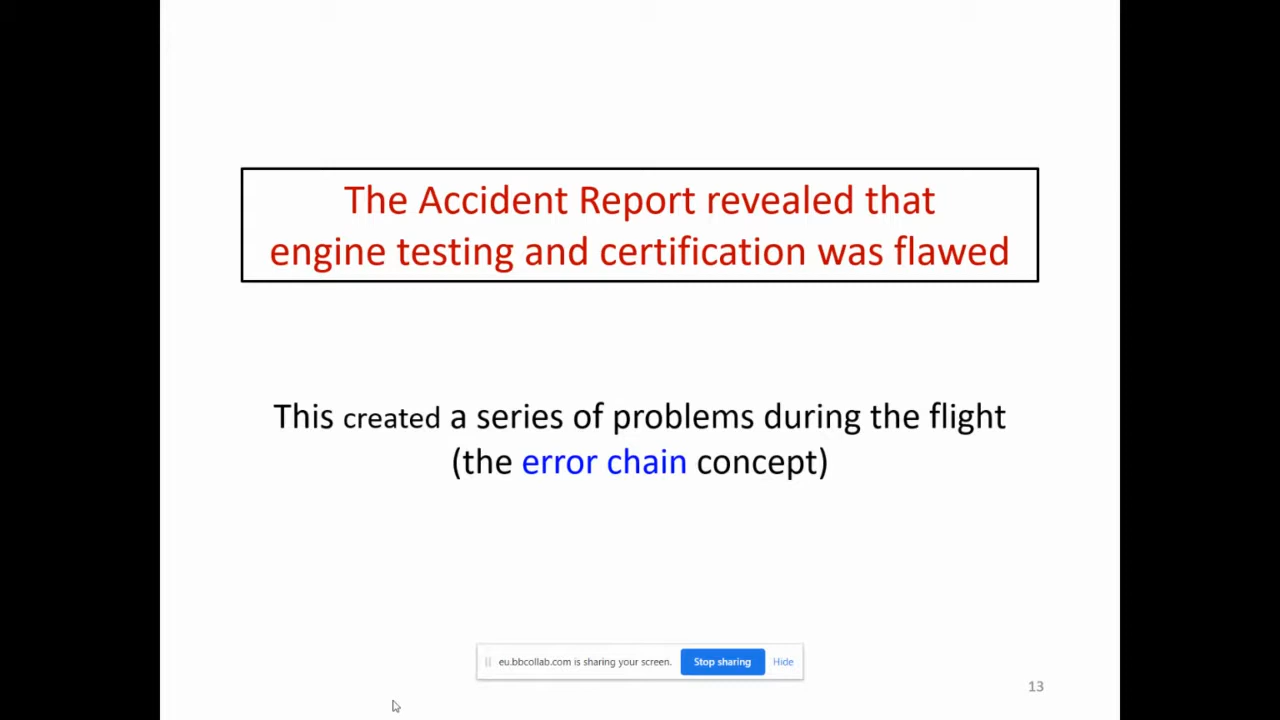 The Accident Report revealed that
engine testing and certification was flawed
This created a series of problems during the flight
(the error chain concept)
eu.bbcollab.com is sharing your screen. Stop sharing Hide
13